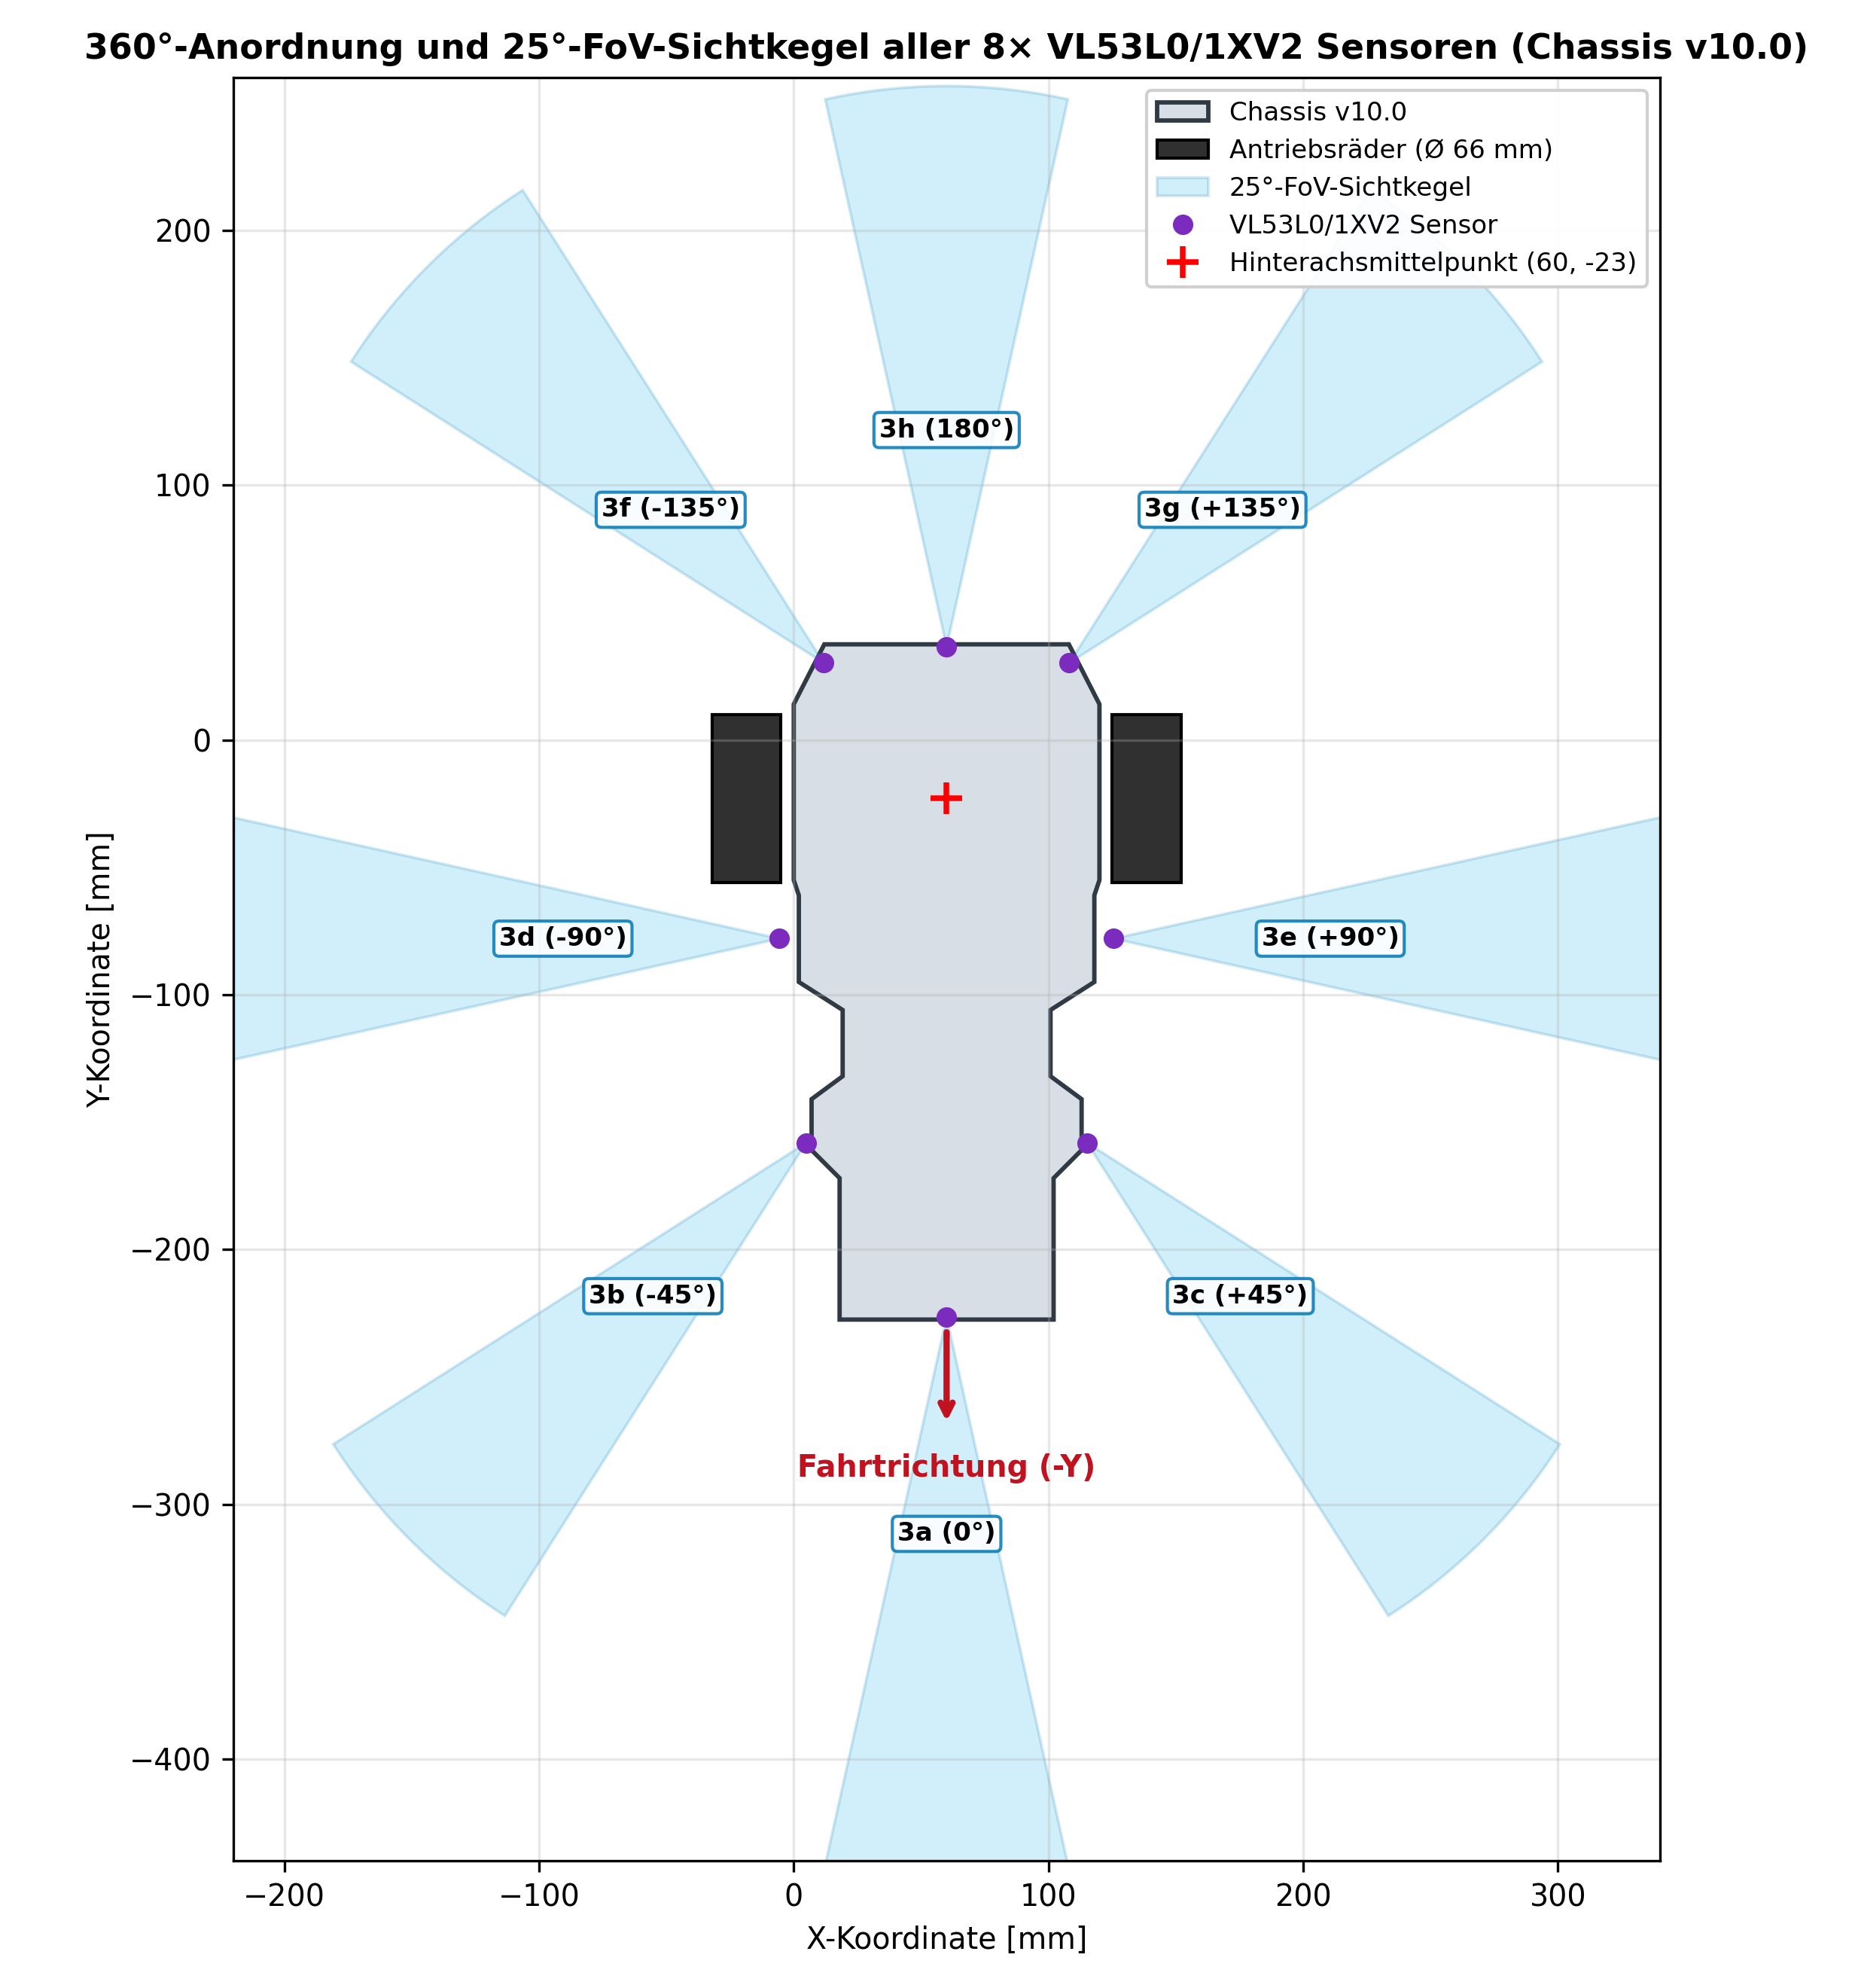 360°-Anordnung und 25°-FoV-Sichtkegel aller 8× VL53L0/1XV2 Sensoren (Chassis v10.0)
Chassis v10.0
Antriebsräder (Ø 66 mm)
25°-FoV-Sichtkegel
VL53L0/1XV2 Sensor
Hinterachsmittelpunkt (60, -23)
200
100
0
−100
−200
−300
−400
Y-Koordinate [mm]
3h (180°)
3f (-135°)
3g (+135°)
3d (-90°)
3e (+90°)
3b (-45°)
3c (+45°)
Fahrtrichtung (-Y)
3a (0°)
−200
−100
0
100
200
300
X-Koordinate [mm]